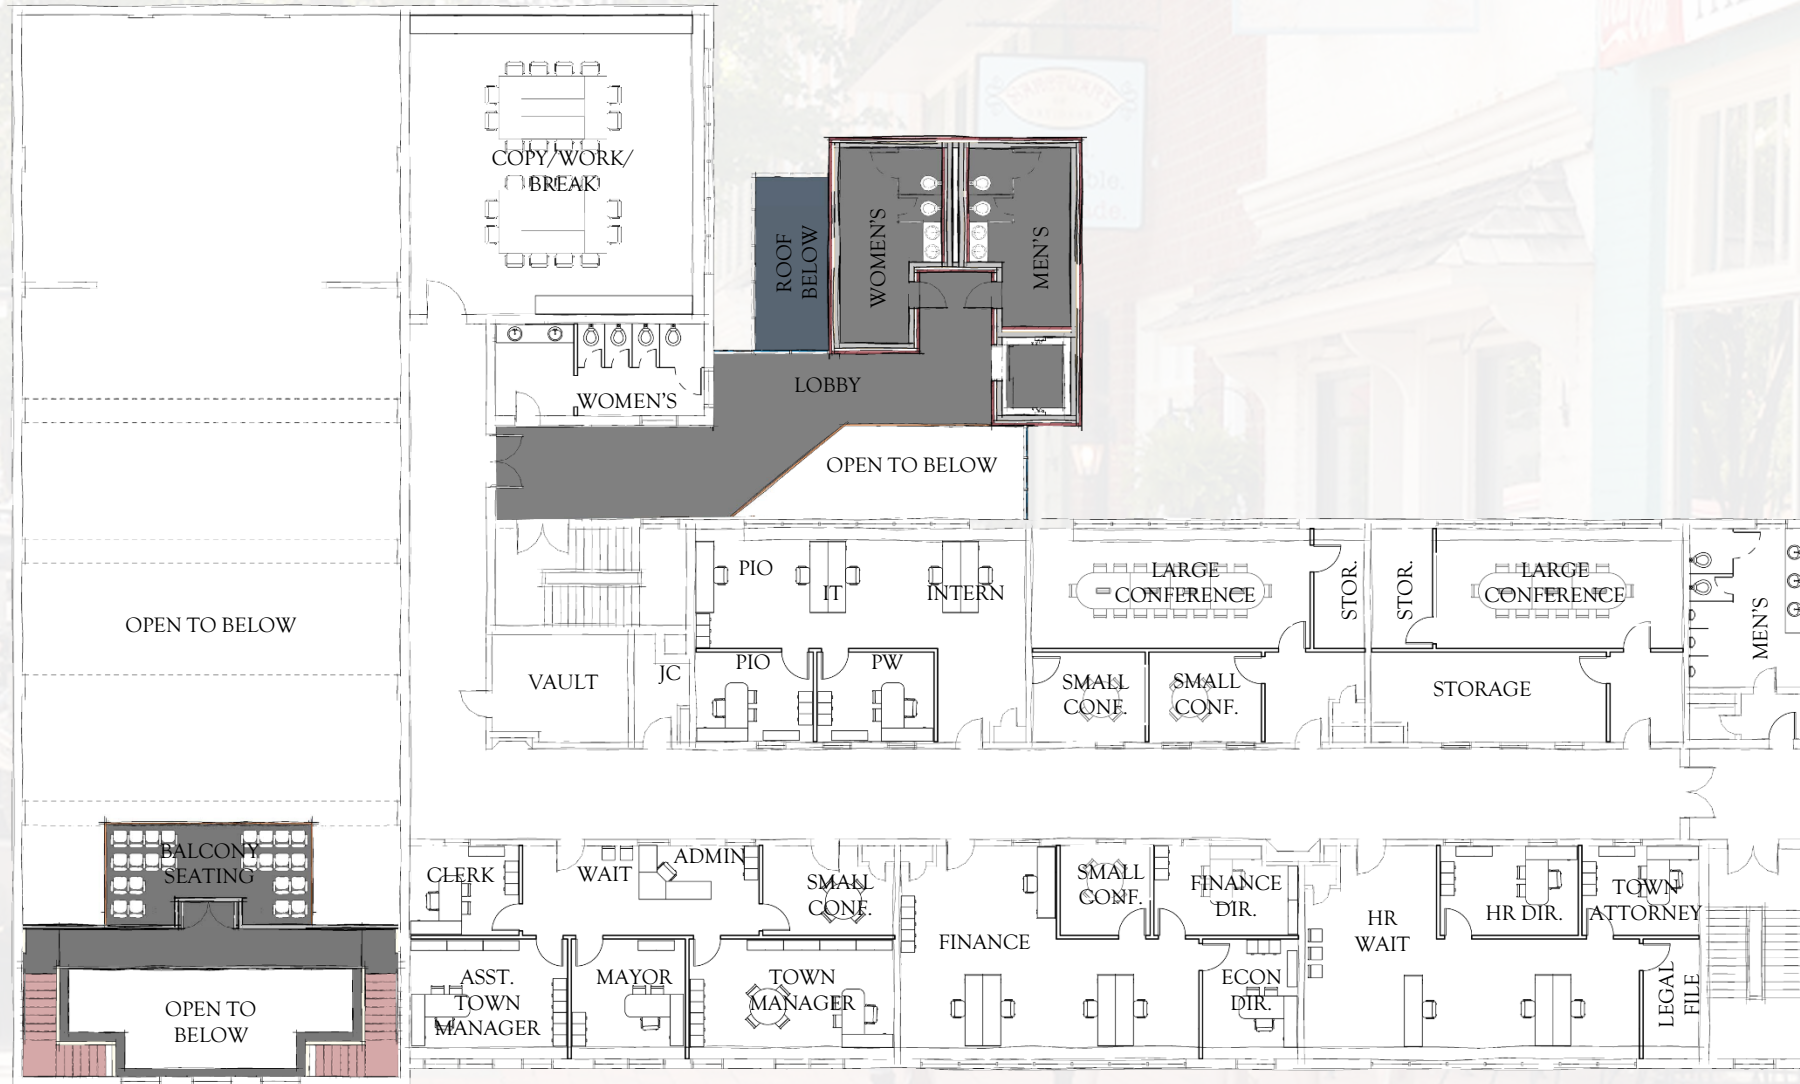 COPY/WORK/
BREAK
ROOF
BELOW
WOMEN'S
MEN'S
LOBBY
WOMEN'S
OPEN TO BELOW
PIO
IT
INTERN
LARGE
CONFERENCE
STOR.
STOR.
LARGE
CONFERENCE
MEN'S
OPEN TO BELOW
VAULT
JC
PIO
PW
SMALL
CONF.
SMALL
CONF.
STORAGE
BALCONY
SEATING
CLERK
WAIT
ADMIN
SMALL
CONF.
SMALL
CONF.
FINANCE
DIR.
HR
WAIT
HR DIR.
TOWN
ATTORNEY
FINANCE
ASST.
TOWN
MANAGER
MAYOR
TOWN
MANAGER
ECON
DIR.
LEGAL
FILE
OPEN TO
BELOW